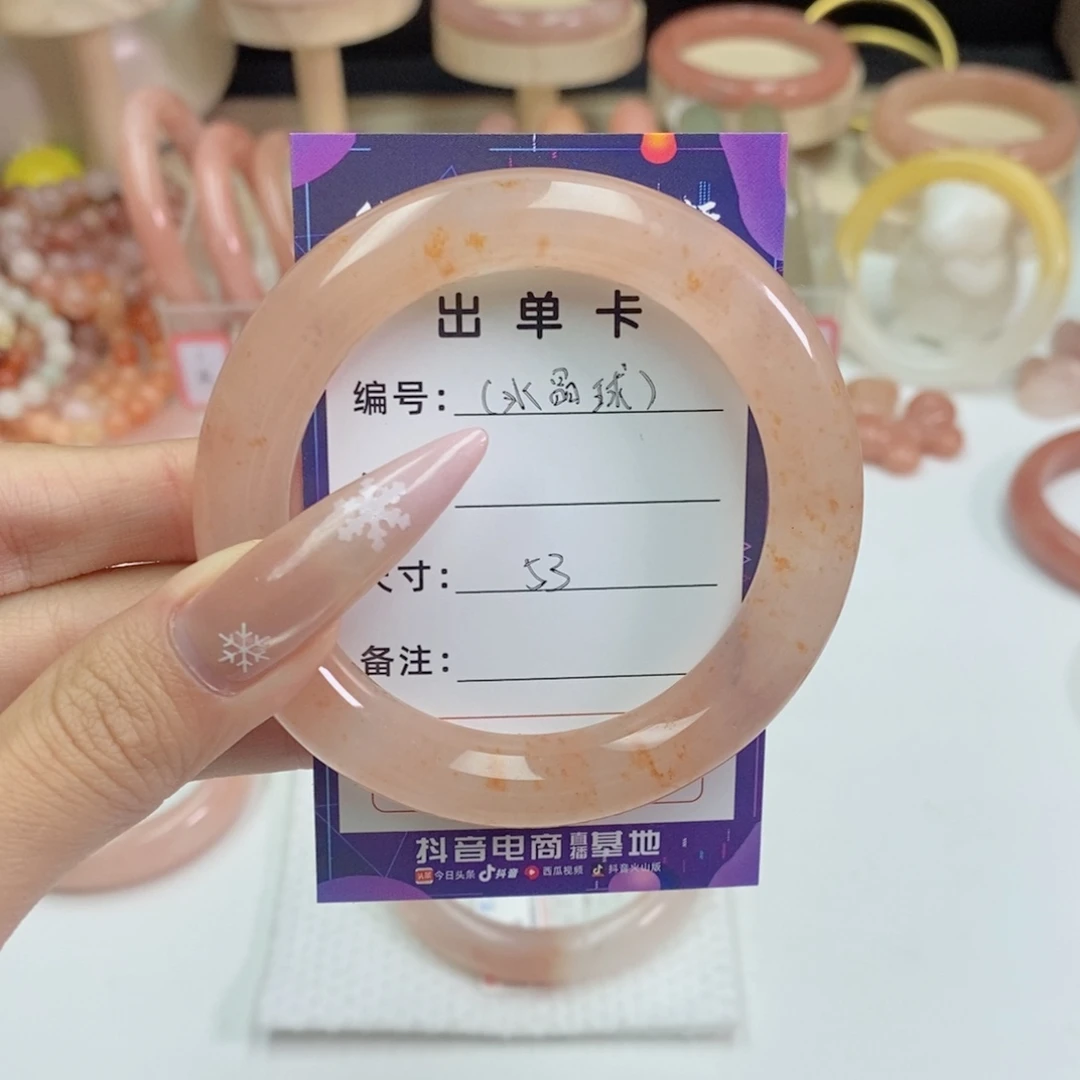 出单卡
编号：（水晶球）
尺寸：53
备注：
抖音电商直播基地
今日头条 抖音 西瓜视频 抖音火山版